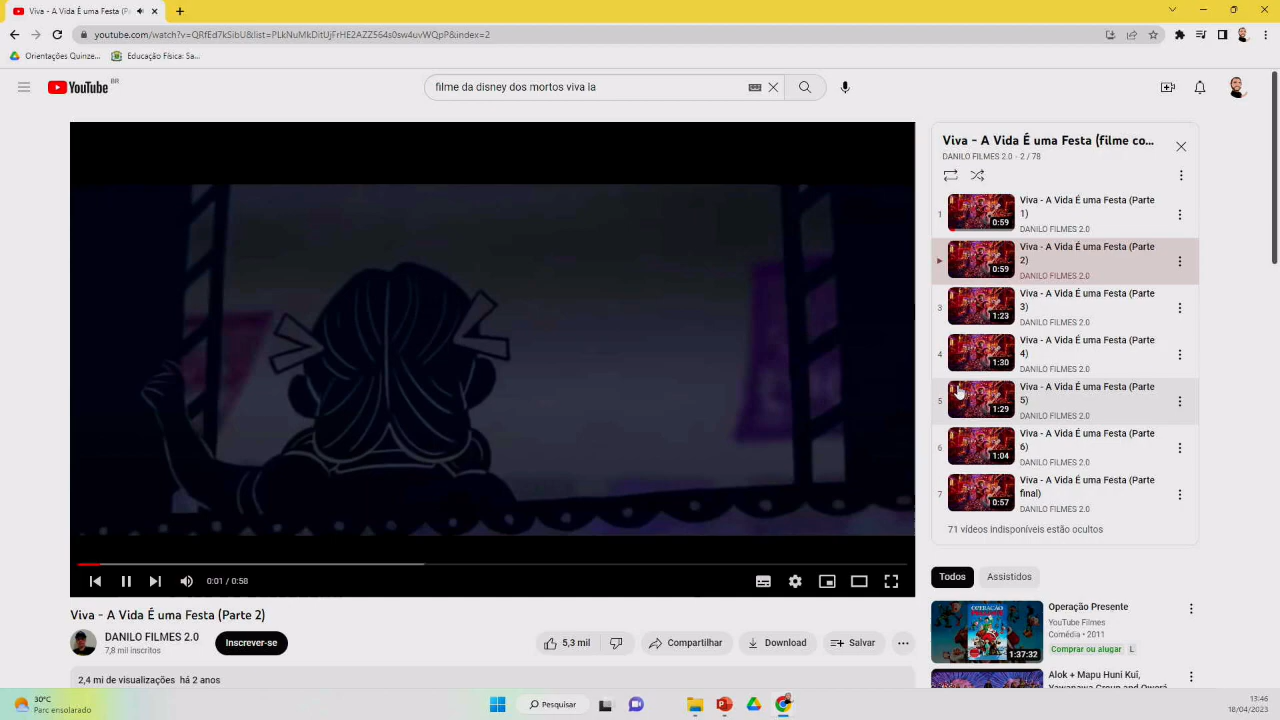 Viva - A Vida É uma Festa (Pa
youtube.com/watch?v=QRfEd7kSibU&list=PLkNuMkDitUjFrHE2AZZ564s0sw4uvWQpP&index=2
Orientações Quinze...
Educação Física: Sa...
YouTube BR
filme da disney dos mortos viva la
Viva - A Vida É uma Festa (filme co...
DANILO FILMES 2.0 - 2 / 78
1
0:59
Viva - A Vida É uma Festa (Parte
1)
DANILO FILMES 2.0
0:59
Viva - A Vida É uma Festa (Parte
2)
DANILO FILMES 2.0
3
1:23
Viva - A Vida É uma Festa (Parte
3)
DANILO FILMES 2.0
4
1:30
Viva - A Vida É uma Festa (Parte
4)
DANILO FILMES 2.0
5
1:29
Viva - A Vida É uma Festa (Parte
5)
DANILO FILMES 2.0
6
1:04
Viva - A Vida É uma Festa (Parte
6)
DANILO FILMES 2.0
7
0:57
Viva - A Vida É uma Festa (Parte
final)
DANILO FILMES 2.0
71 vídeos indisponíveis estão ocultos
0:01 / 0:58
Viva - A Vida É uma Festa (Parte 2)
DANILO FILMES 2.0
7,8 mil inscritos
Inscrever-se
5,3 mil
Compartilhar
Download
Salvar
2,4 mi de visualizações há 2 anos
Todos
Assistidos
OPERAÇÃO
1:37:32
Operação Presente
YouTube Filmes
Comédia • 2011
Comprar ou alugar L
Alok + Mapu Huni Kuî,
Yawanawa Group and Owerá
30°C
Parc ensolarado
Pesquisar
13:46
18/04/2023